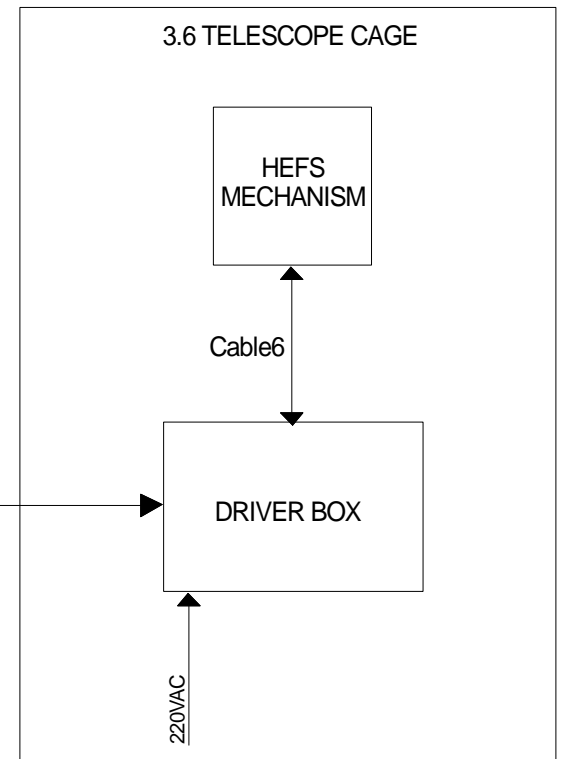 3.6 TELESCOPE CAGE
HEFS
MECHANISM
Cable6
DRIVER BOX
220VAC